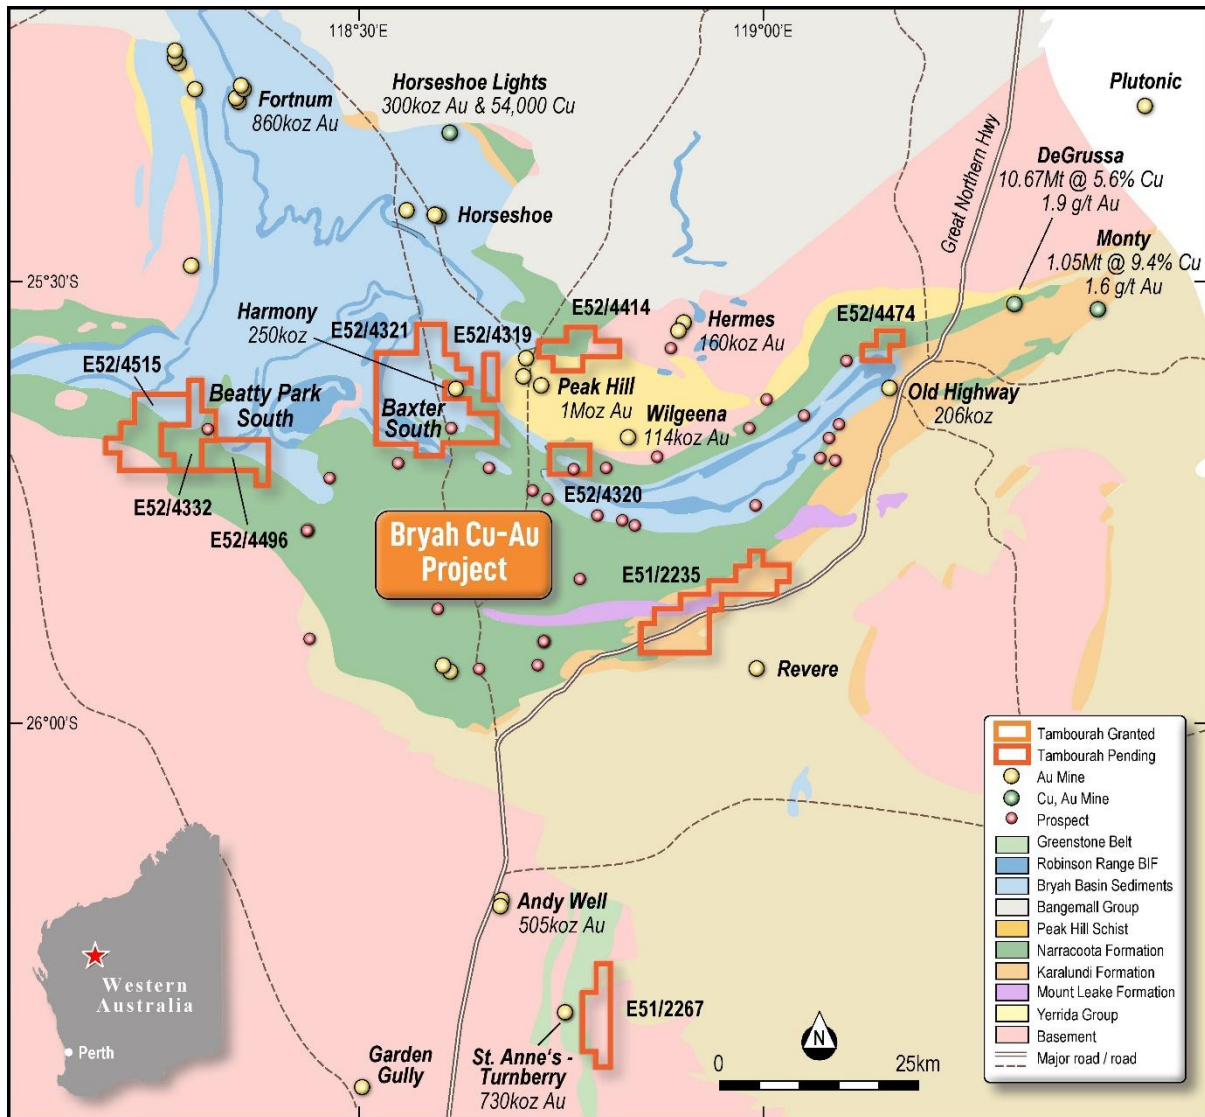 118°30'E
119°00'E
Horseshoe Lights
300koz Au & 54,000 Cu
Fortnum
860koz Au
Plutonic
DeGrussa
10.67Mt @ 5.6% Cu
1.9 g/t Au
Great Northern Hwy
Horseshoe
Monty
1.05Mt @ 9.4% Cu
1.6 g/t Au
25°30'S
Harmony
250koz
E52/4321
E52/4319
E52/4414
Hermes
160koz Au
E52/4474
E52/4515
Beatty Park
South
Baxter
South
Peak Hill
1Moz Au
Wilgeena
114koz Au
Old Highway
206koz
E52/4332
E52/4496
E52/4320
Bryah Cu-Au
Project
E51/2235
Revere
26°00'S
Tambourah Granted
Tambourah Pending
Au Mine
Cu, Au Mine
Prospect
Greenstone Belt
Robinson Range BIF
Bryah Basin Sediments
Bangemall Group
Peak Hill Schist
Narracoota Formation
Karalundi Formation
Mount Leake Formation
Yerrida Group
Basement
Major road / road
Andy Well
505koz Au
E51/2267
St. Anne's -
Turnberry
730koz Au
Garden
Gully
Western
Australia
Perth
N
0
25km